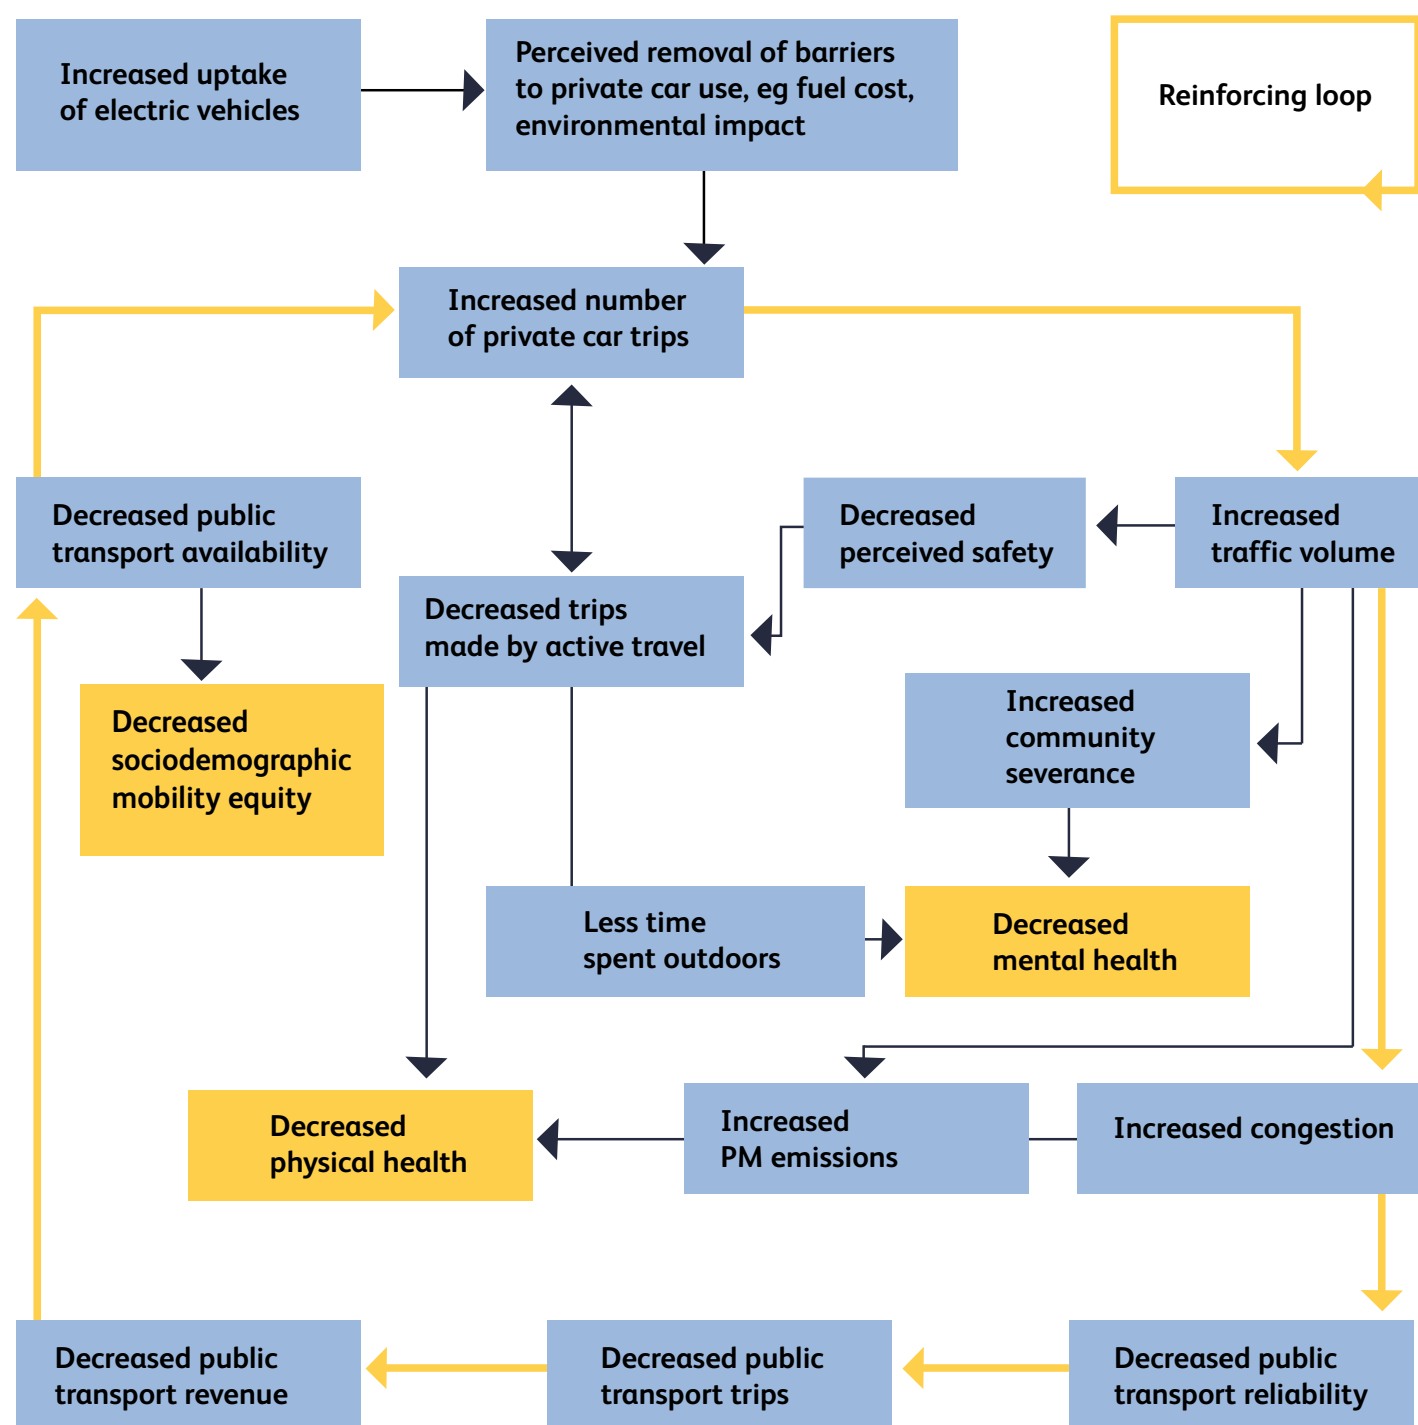 Increased uptake
of electric vehicles
Perceived removal of barriers
to private car use, eg fuel cost,
environmental impact
Reinforcing loop
Increased number
of private car trips
Decreased public
transport availability
Decreased
perceived safety
Increased
traffic volume
Decreased trips
made by active travel
Decreased
sociodemographic
mobility equity
Increased
community
severance
Less time
spent outdoors
Decreased
mental health
Decreased
physical health
Increased
PM emissions
Increased congestion
Decreased public
transport revenue
Decreased public
transport trips
Decreased public
transport reliability